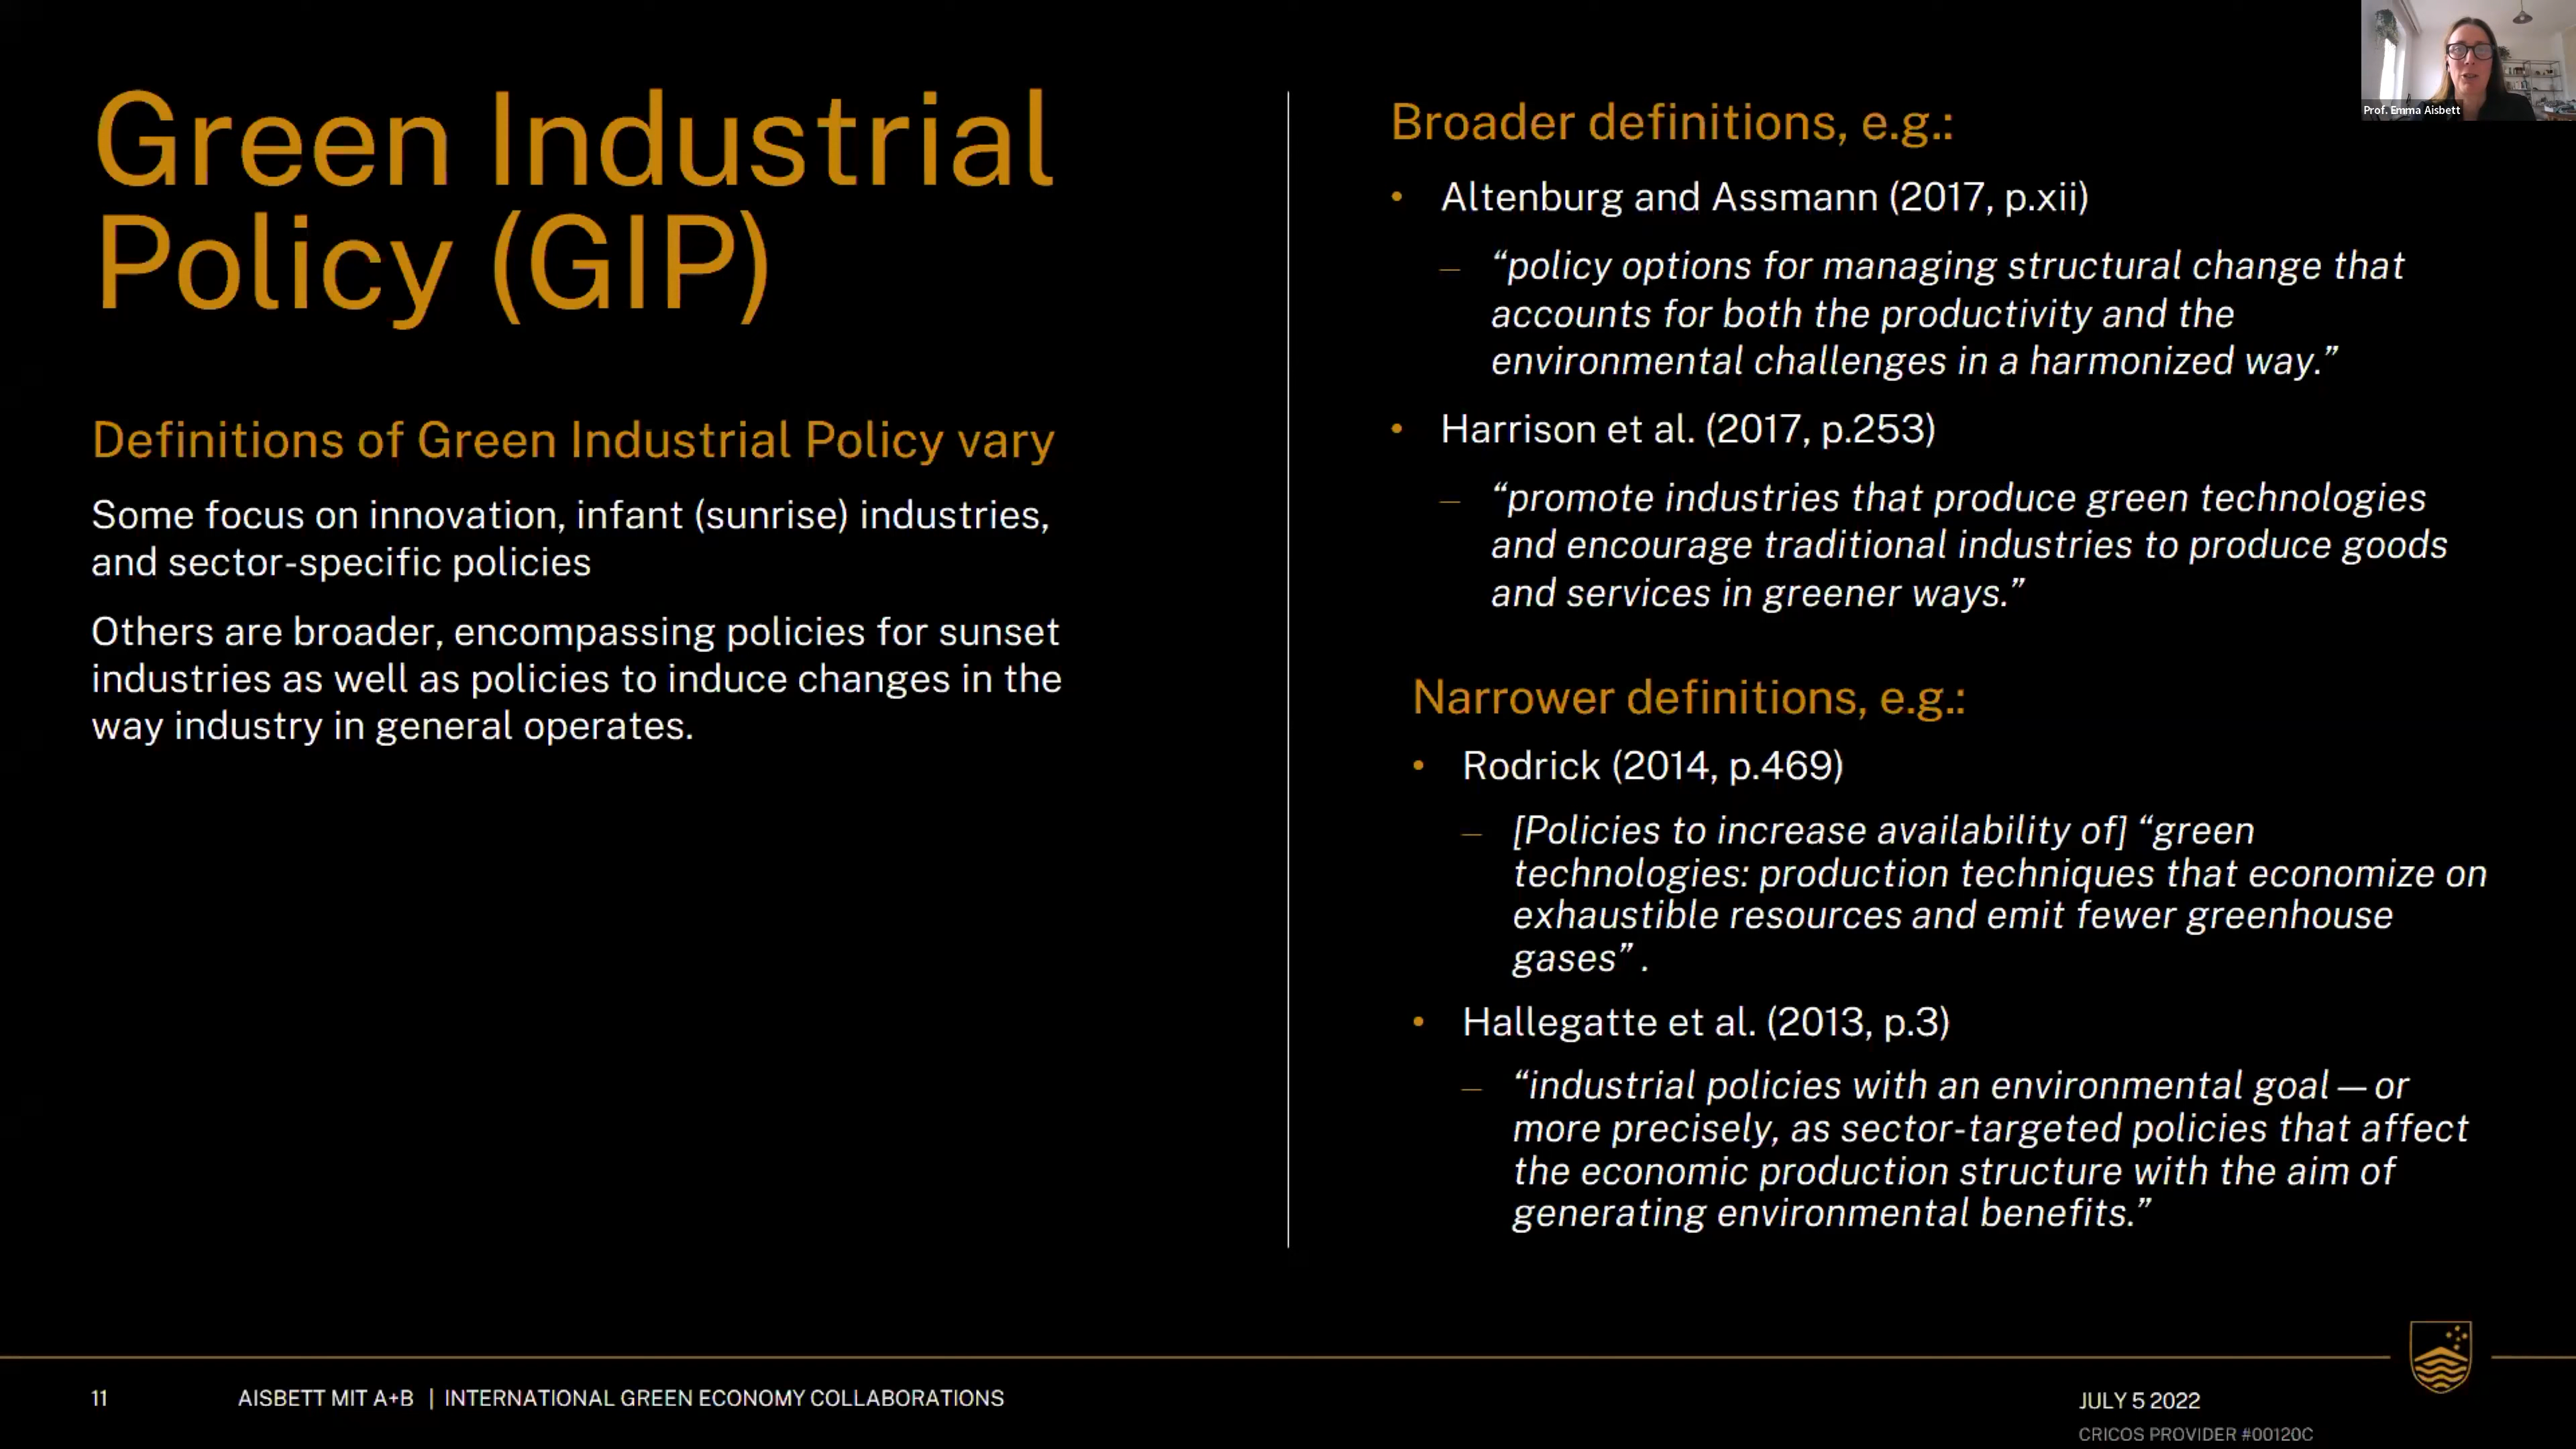 Green Industrial
Policy (GIP)
Definitions of Green Industrial Policy vary
Some focus on innovation, infant (sunrise) industries,
and sector-specific policies
Others are broader, encompassing policies for sunset
industries as well as policies to induce changes in the
way industry in general operates.
Broader definitions, e.g.:
• Altenburg and Assmann (2017, p.xii)
– “policy options for managing structural change that
accounts for both the productivity and the
environmental challenges in a harmonized way.”
• Harrison et al. (2017, p.253)
– “promote industries that produce green technologies
and encourage traditional industries to produce goods
and services in greener ways.”
Narrower definitions, e.g.:
• Rodrick (2014, p.469)
– [Policies to increase availability of] “green
technologies: production techniques that economize on
exhaustible resources and emit fewer greenhouse
gases” .
• Hallegatte et al. (2013, p.3)
– “industrial policies with an environmental goal — or
more precisely, as sector-targeted policies that affect
the economic production structure with the aim of
generating environmental benefits.”
Prof. Emma Aisbett
11 AISBETT MIT A+B | INTERNATIONAL GREEN ECONOMY COLLABORATIONS
JULY 5 2022
CRICOS PROVIDER #00120C